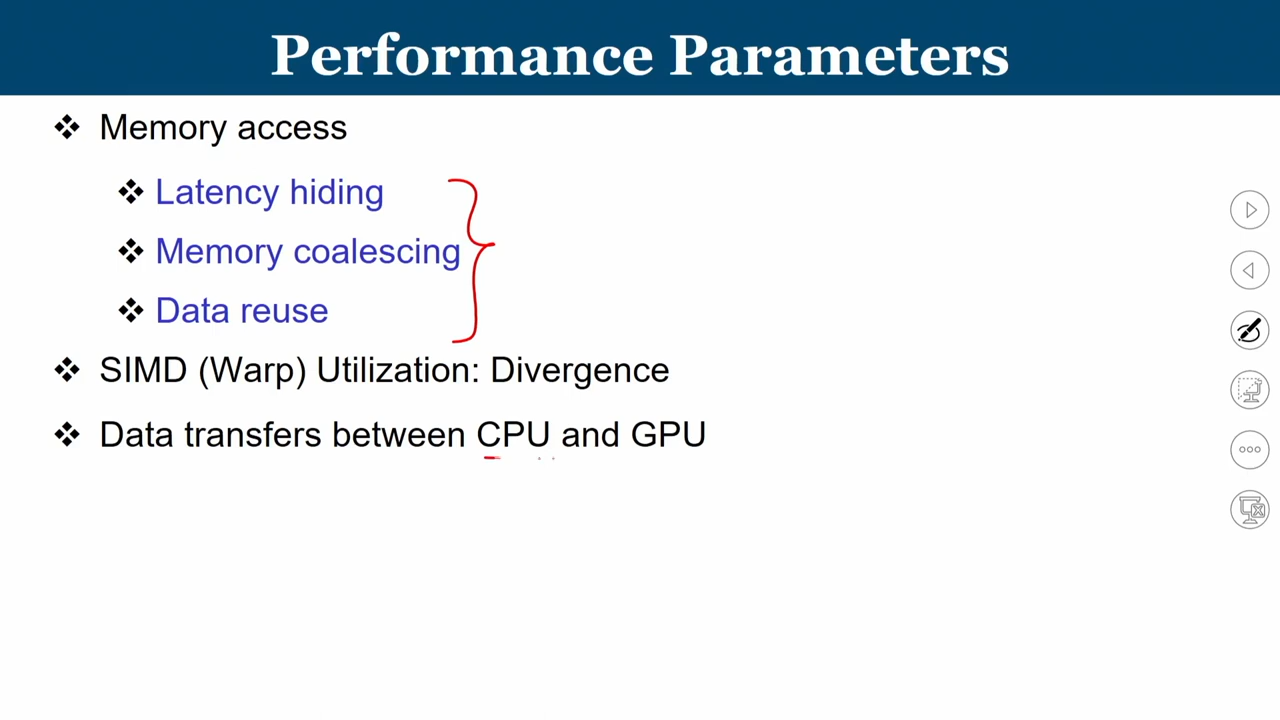 Performance Parameters
Memory access
Latency hiding
Memory coalescing
Data reuse
SIMD (Warp) Utilization: Divergence
Data transfers between CPU and GPU